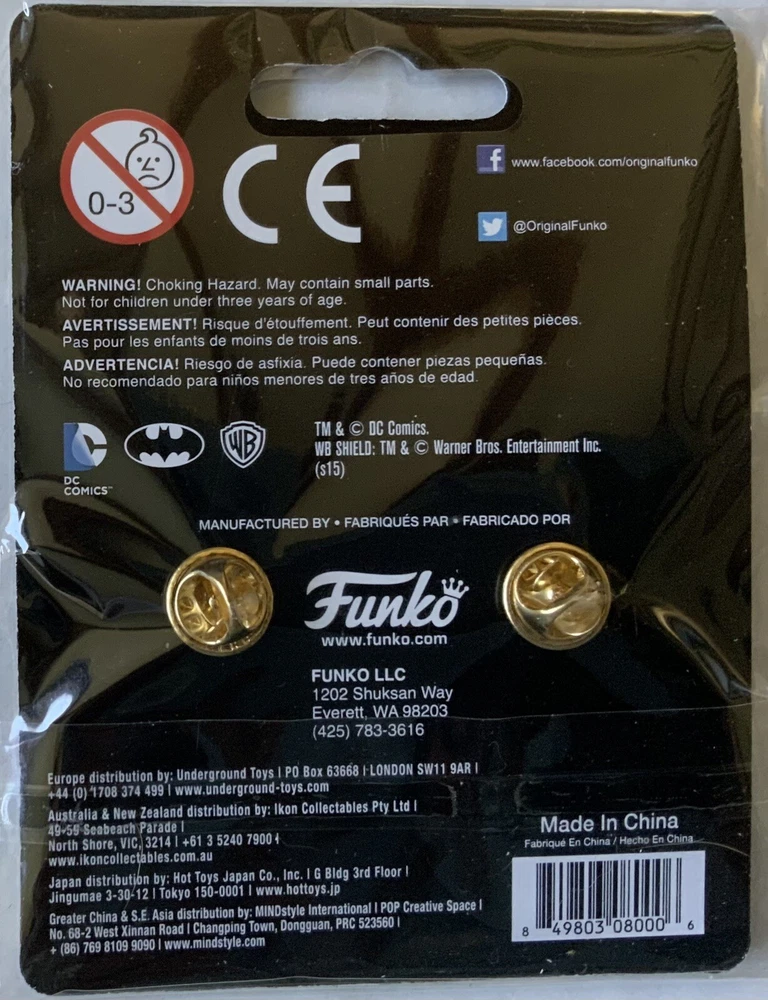 0-3
CE
www.facebook.com/originalfunko
@OriginalFunko
WARNING! Choking Hazard. May contain small parts.
Not for children under three years of age.
AVERTISSEMENT! Risque d'étouffement. Peut contenir des petites pièces.
Pas pour les enfants de moins de trois ans.
ADVERTENCIA! Riesgo de asfixia. Puede contener piezas pequeñas.
No recomendado para niños menores de tres años de edad.
DC
COMICS™
WB
TM & © DC Comics.
WB SHIELD: TM & © Warner Bros. Entertainment Inc.
(s15)
MANUFACTURED BY • FABRIQUÉS PAR • FABRICADO POR
Funko
www.funko.com
FUNKO LLC
1202 Shuksan Way
Everett, WA 98203
(425) 783-3616
Europe distribution by: Underground Toys | PO Box 63668 | LONDON SW11 9AR |
+44 (0) 1708 374 499 | www.underground-toys.com
Australia & New Zealand distribution by: Ikon Collectables Pty Ltd |
49-59 Seabeach Parade |
North Shore, VIC, 3214 | +61 3 5240 7900 |
www.ikoncollectables.com.au
Japan distribution by: Hot Toys Japan Co., Inc. | G Bldg 3rd Floor |
Jingumae 3-30-12 | Tokyo 150-0001 | www.hottoys.jp
Greater China & S.E. Asia distribution by: MINDstyle International | POP Creative Space |
No. 68-2 West Xinnan Road | Changping Town, Dongguan, PRC 523560 |
+ (86) 769 8109 9090 | www.mindstyle.com
Made In China
Fabriqué En China / Hecho En China
8 49803 08000 6